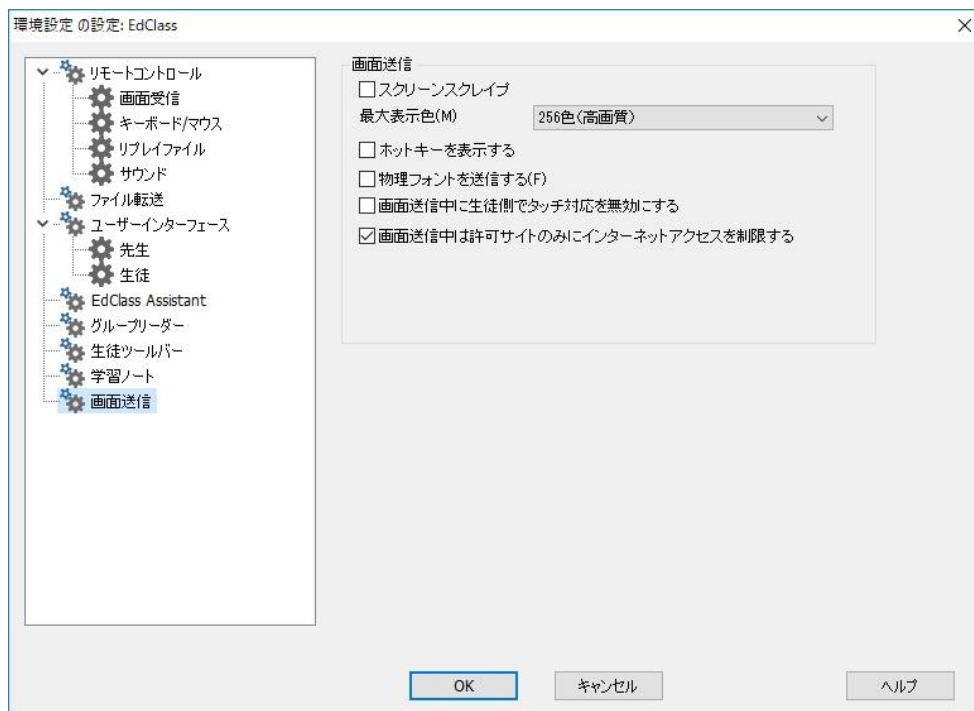 環境設定 の設定: EdClass
リモートコントロール
画面受信
キーボード/マウス
リプレイファイル
サウンド
ファイル転送
ユーザーインターフェース
先生
生徒
EdClass Assistant
グループリーダー
生徒ツールバー
学習ノート
画面送信
画面送信
スクリーンスクレイプ
最大表示色(M) 256色(高画質)
ホットキーを表示する
物理フォントを送信する(F)
画面送信中に生徒側でタッチ対応を無効にする
画面送信中は許可サイトのみにインターネットアクセスを制限する
OK キャンセル ヘルプ